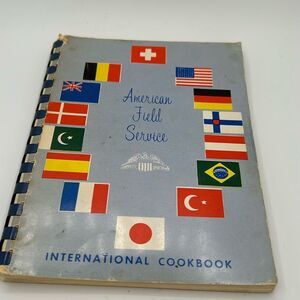 American
Field
Service
INTERNATIONAL COOKBOOK